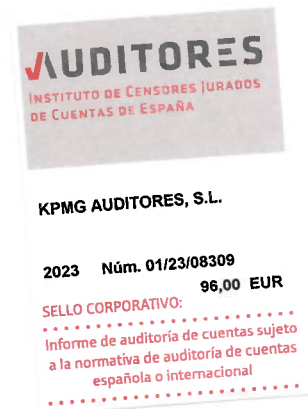 AUDITORES
INSTITUTO DE CENSORES JURADOS
DE CUENTAS DE ESPAÑA
KPMG AUDITORES, S.L.
2023 Núm. 01/23/08309
96,00 EUR
SELLO CORPORATIVO:
Informe de auditoría de cuentas sujeto
a la normativa de auditoría de cuentas
española o internacional